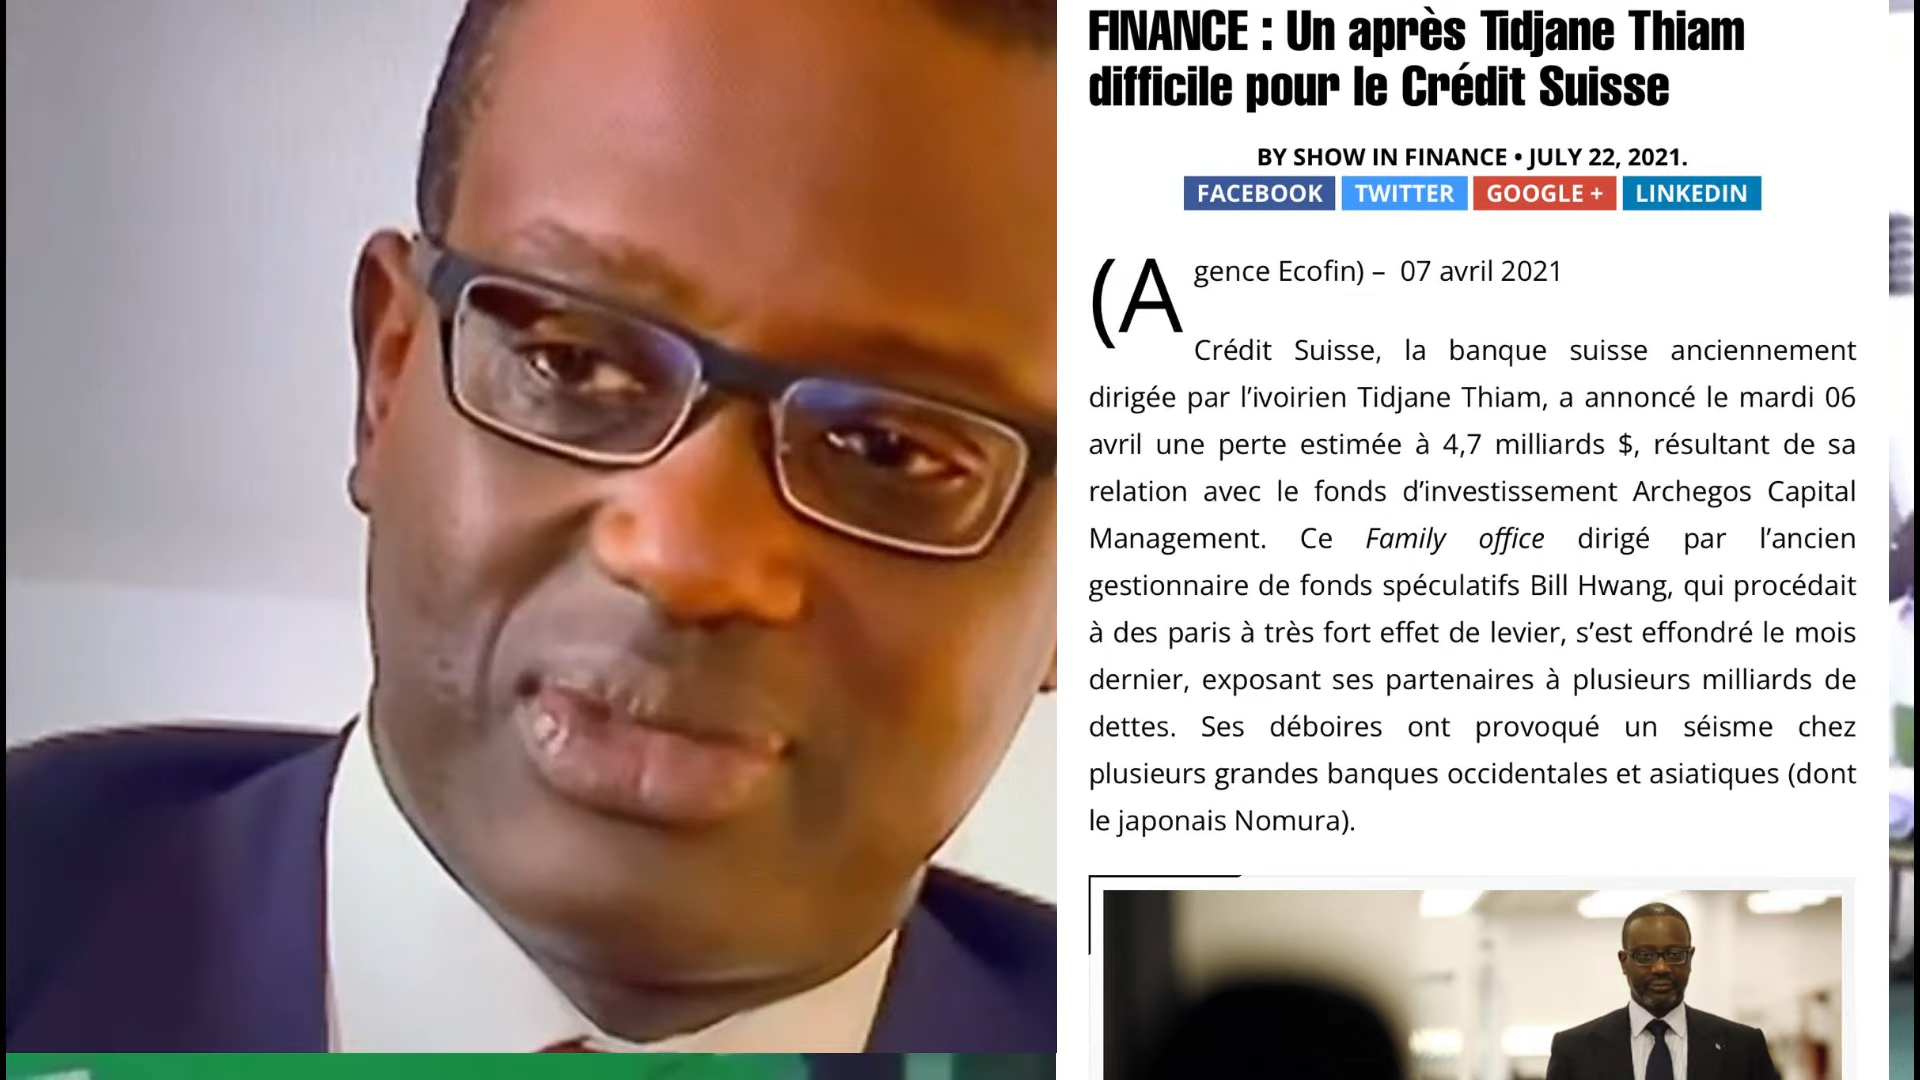 FINANCE : Un après Tidjane Thiam
difficile pour le Crédit Suisse
BY SHOW IN FINANCE • JULY 22, 2021.
FACEBOOK TWITTER GOOGLE + LINKEDIN
(Agence Ecofin) – 07 avril 2021
Crédit Suisse, la banque suisse anciennement
dirigée par l’ivoirien Tidjane Thiam, a annoncé le mardi 06
avril une perte estimée à 4,7 milliards $, résultant de sa
relation avec le fonds d’investissement Archegos Capital
Management. Ce Family office dirigé par l’ancien
gestionnaire de fonds spéculatifs Bill Hwang, qui procédait
à des paris à très fort effet de levier, s’est effondré le mois
dernier, exposant ses partenaires à plusieurs milliards de
dettes. Ses déboires ont provoqué un séisme chez
plusieurs grandes banques occidentales et asiatiques (dont
le japonais Nomura).